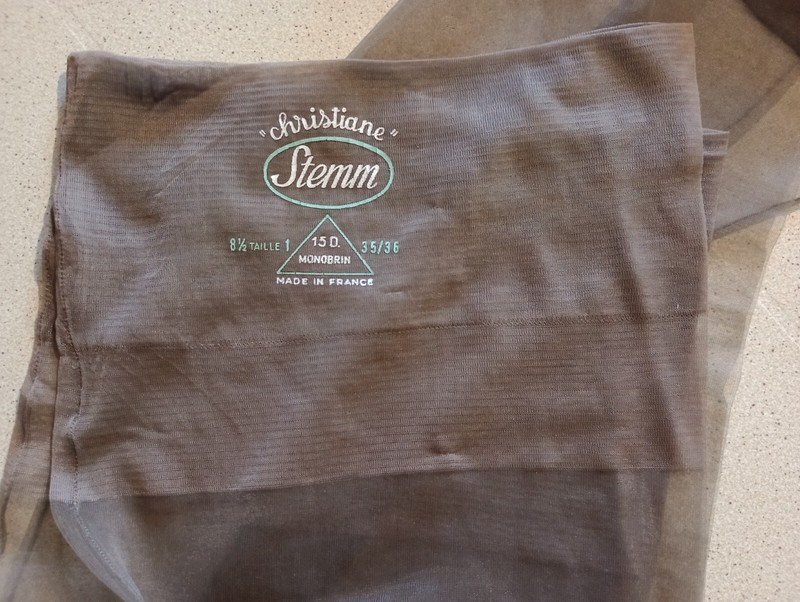 "christiane"
Stemm
8½ TAILLE 1 15 D. 35/36
MONOBRIN
MADE IN FRANCE